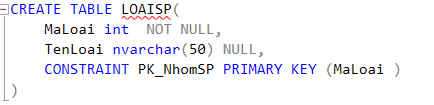 CREATE TABLE LOAISP(
MaLoai int  NOT NULL,
TenLoai nvarchar(50) NULL,
CONSTRAINT PK_NhomSP PRIMARY KEY (MaLoai )
)